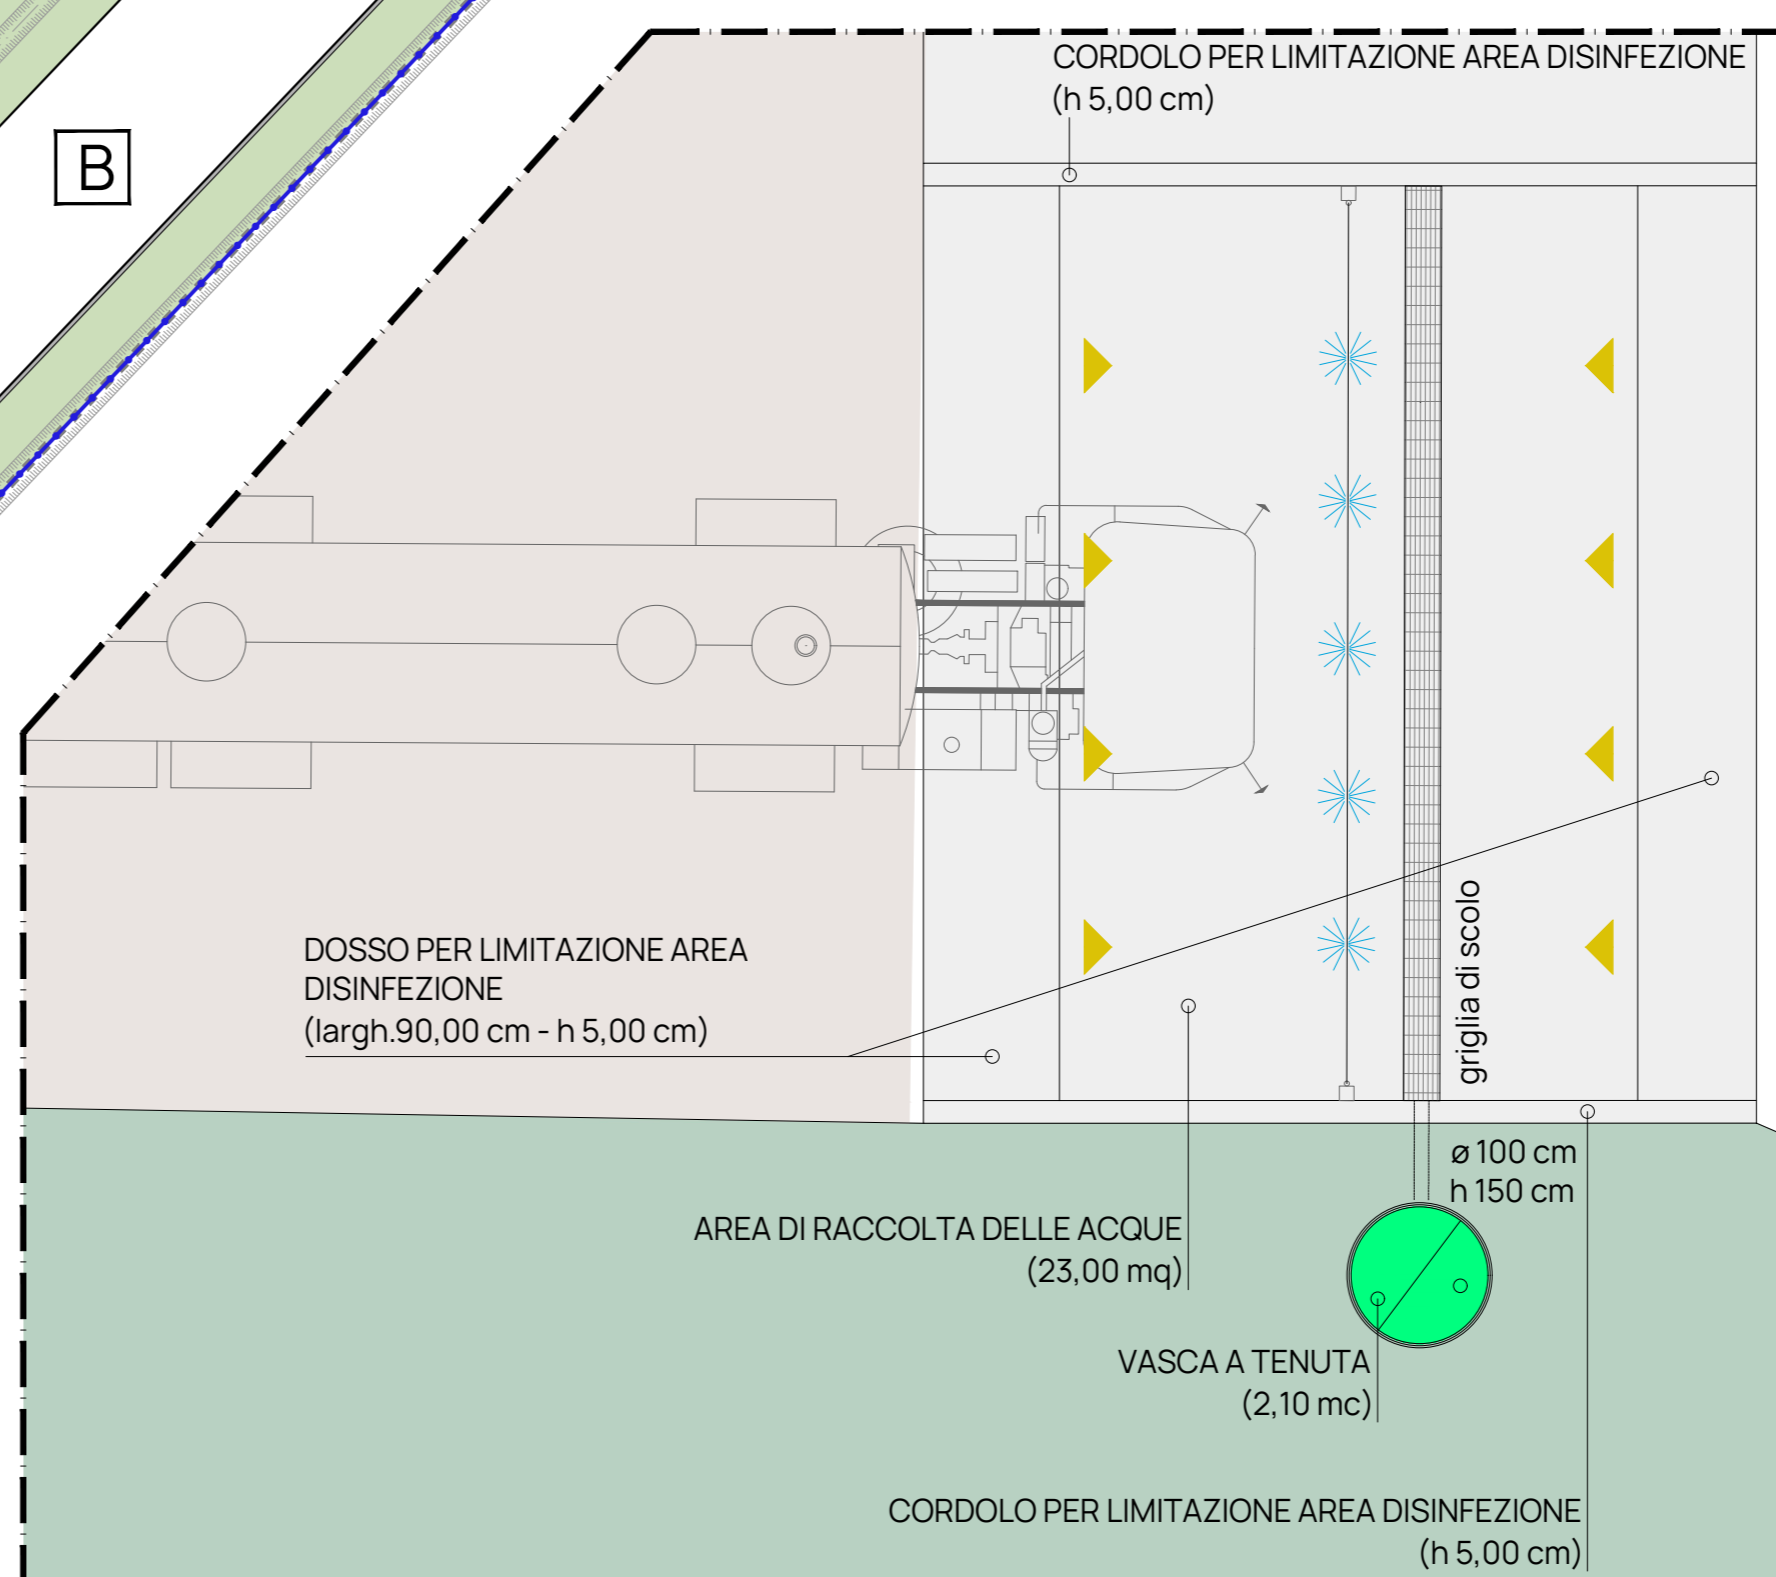 CORDOLO PER LIMITAZIONE AREA DISINFEZIONE
(h 5,00 cm)
B
DOSSO PER LIMITAZIONE AREA
DISINFEZIONE
(largh.90,00 cm - h 5,00 cm)
griglia di scolo
ø 100 cm
h 150 cm
AREA DI RACCOLTA DELLE ACQUE
(23,00 mq)
VASCA A TENUTA
(2,10 mc)
CORDOLO PER LIMITAZIONE AREA DISINFEZIONE
(h 5,00 cm)